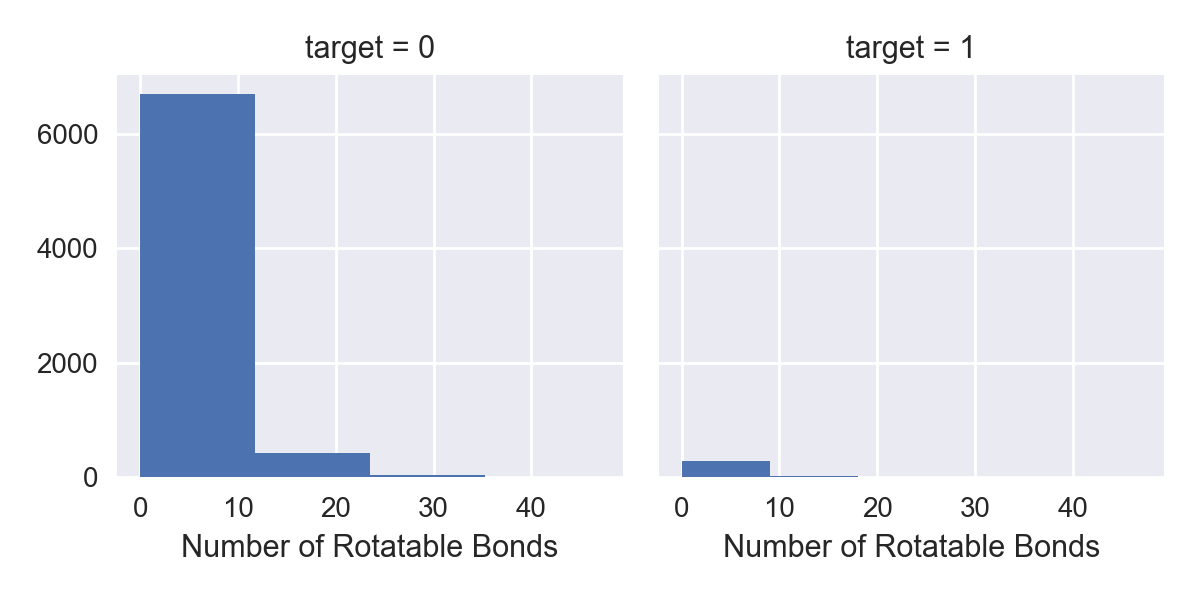 target = 0
target = 1
6000
4000
2000
0
0 10 20 30 40
0 10 20 30 40
Number of Rotatable Bonds
Number of Rotatable Bonds